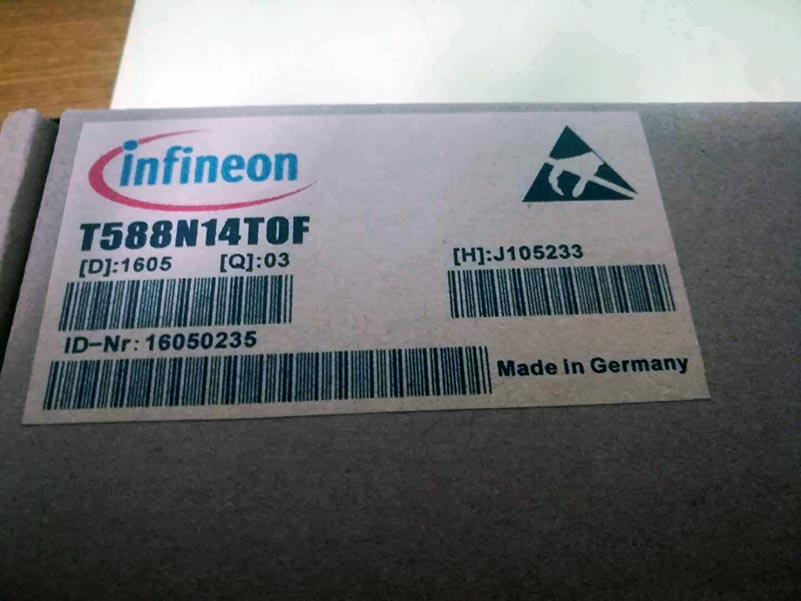 infineon
T588N14TOF
[D]:1605 [Q]:03
[H]:J105233
ID-Nr:16050235
Made in Germany